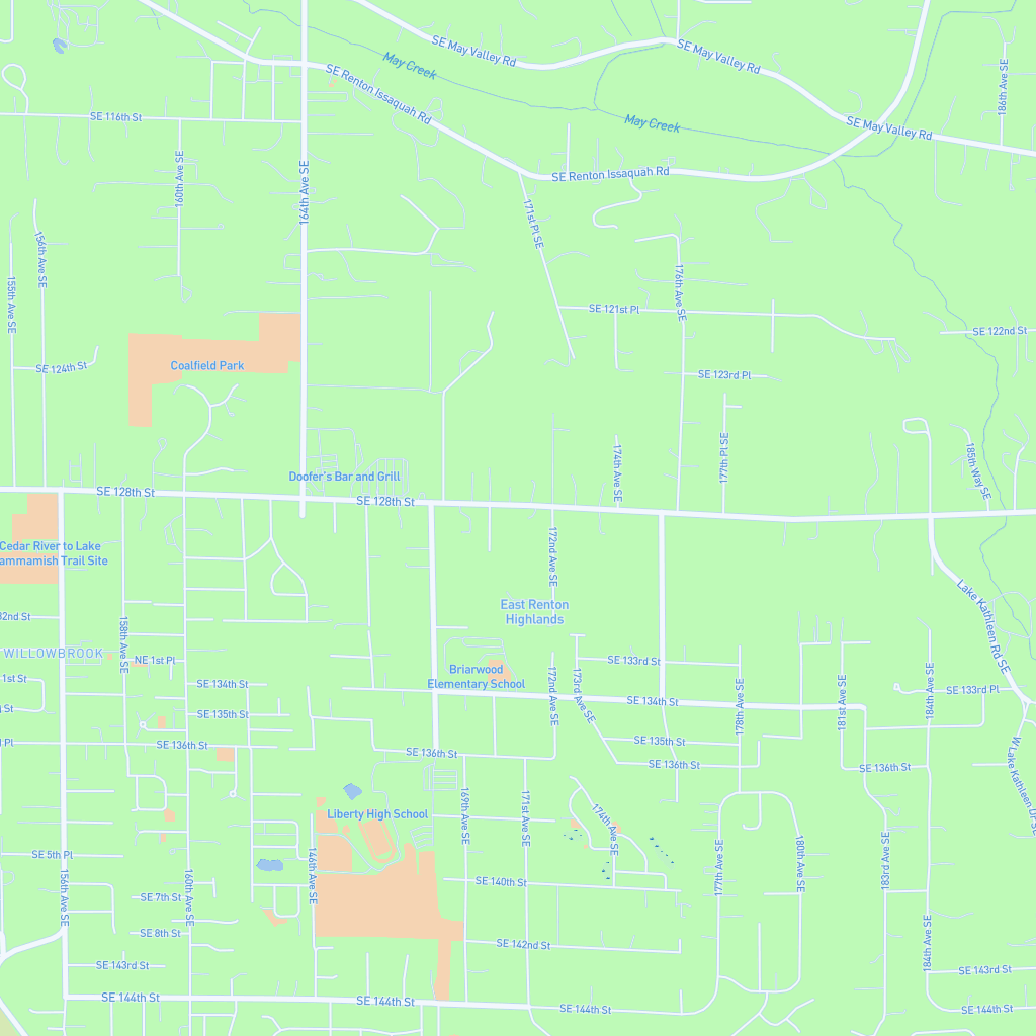 SE May Valley Rd
May Creek
SE Renton Issaquah Rd
SE May Valley Rd
186th Ave SE
SE 116th St
May Creek
SE May Valley Rd
160th Ave SE
164th Ave SE
SE Renton Issaquah Rd
171st Pl SE
156th Ave SE
155th Ave SE
176th Ave SE
SE 121st Pl
SE 122nd St
SE 124th St
Coalfield Park
SE 123rd Pl
177th Pl SE
174th Ave SE
185th Way SE
Doofer's Bar and Grill
SE 128th St
SE 128th St
Cedar River to Lake
ammamish Trail Site
172nd Ave SE
East Renton
Highlands
Lake Kathleen Rd SE
32nd St
158th Ave SE
WILLOWBROOK
NE 1st Pl
1st St
SE 133rd St
Briarwood
Elementary School
SE 134th St
172nd Ave SE
173rd Ave SE
SE 134th St
178th Ave SE
181st Ave SE
184th Ave SE
SE 133rd Pl
St
SE 135th St
Pl
SE 136th St
SE 136th St
SE 135th St
SE 136th St
SE 136th St
W Lake Kathleen Dr SE
Liberty High School
169th Ave SE
171st Ave SE
174th Ave SE
146th Ave SE
177th Ave SE
180th Ave SE
183rd Ave SE
SE 5th Pl
156th Ave SE
160th Ave SE
SE 140th St
SE 7th St
SE 8th St
SE 142nd St
184th Ave SE
SE 143rd St
SE 143rd St
SE 144th St
SE 144th St
SE 144th St
SE 144th St